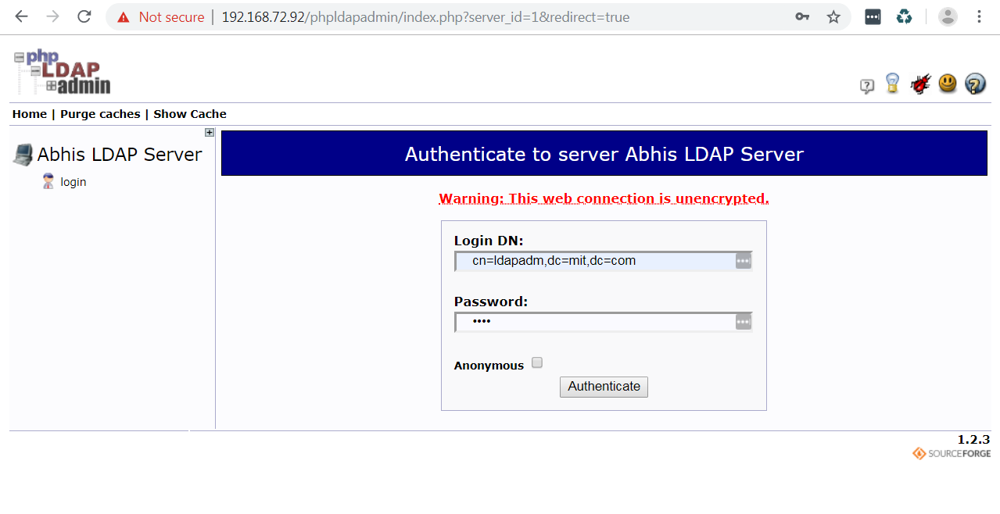 Not secure | 192.168.72.92/phpldapadmin/index.php?server_id=1&redirect=true
php
LDAP
admin
Home | Purge caches | Show Cache
Abhis LDAP Server
login
Authenticate to server Abhis LDAP Server
Warning: This web connection is unencrypted.
Login DN:
cn=ldapadm,dc=mit,dc=com
Password:
••••
Anonymous
Authenticate
1.2.3
SOURCEFORGE